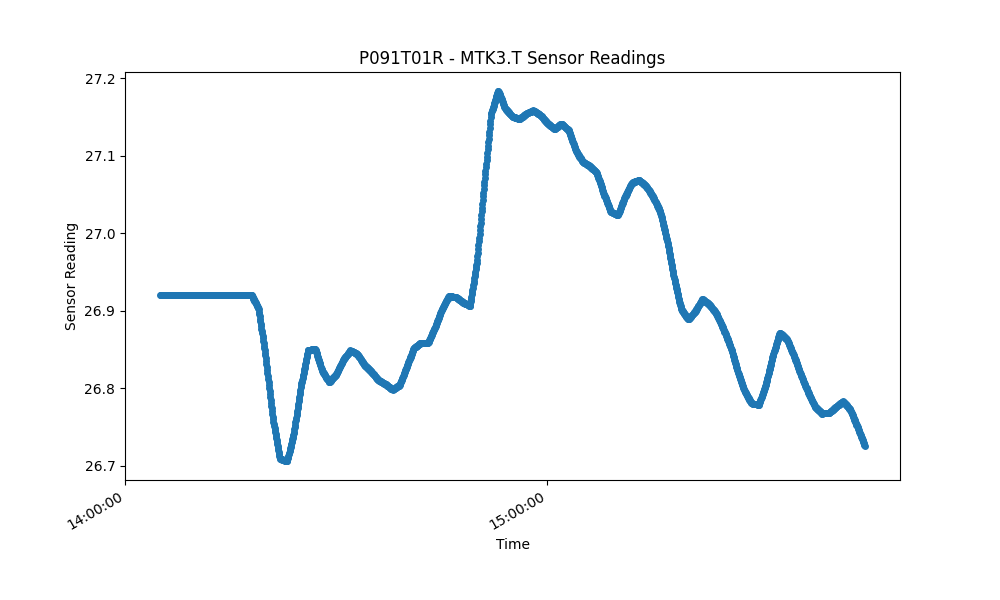 P091T01R - MTK3.T Sensor Readings
27.2
27.1
27.0
26.9
26.8
26.7
Sensor Reading
14:00:00
15:00:00
Time